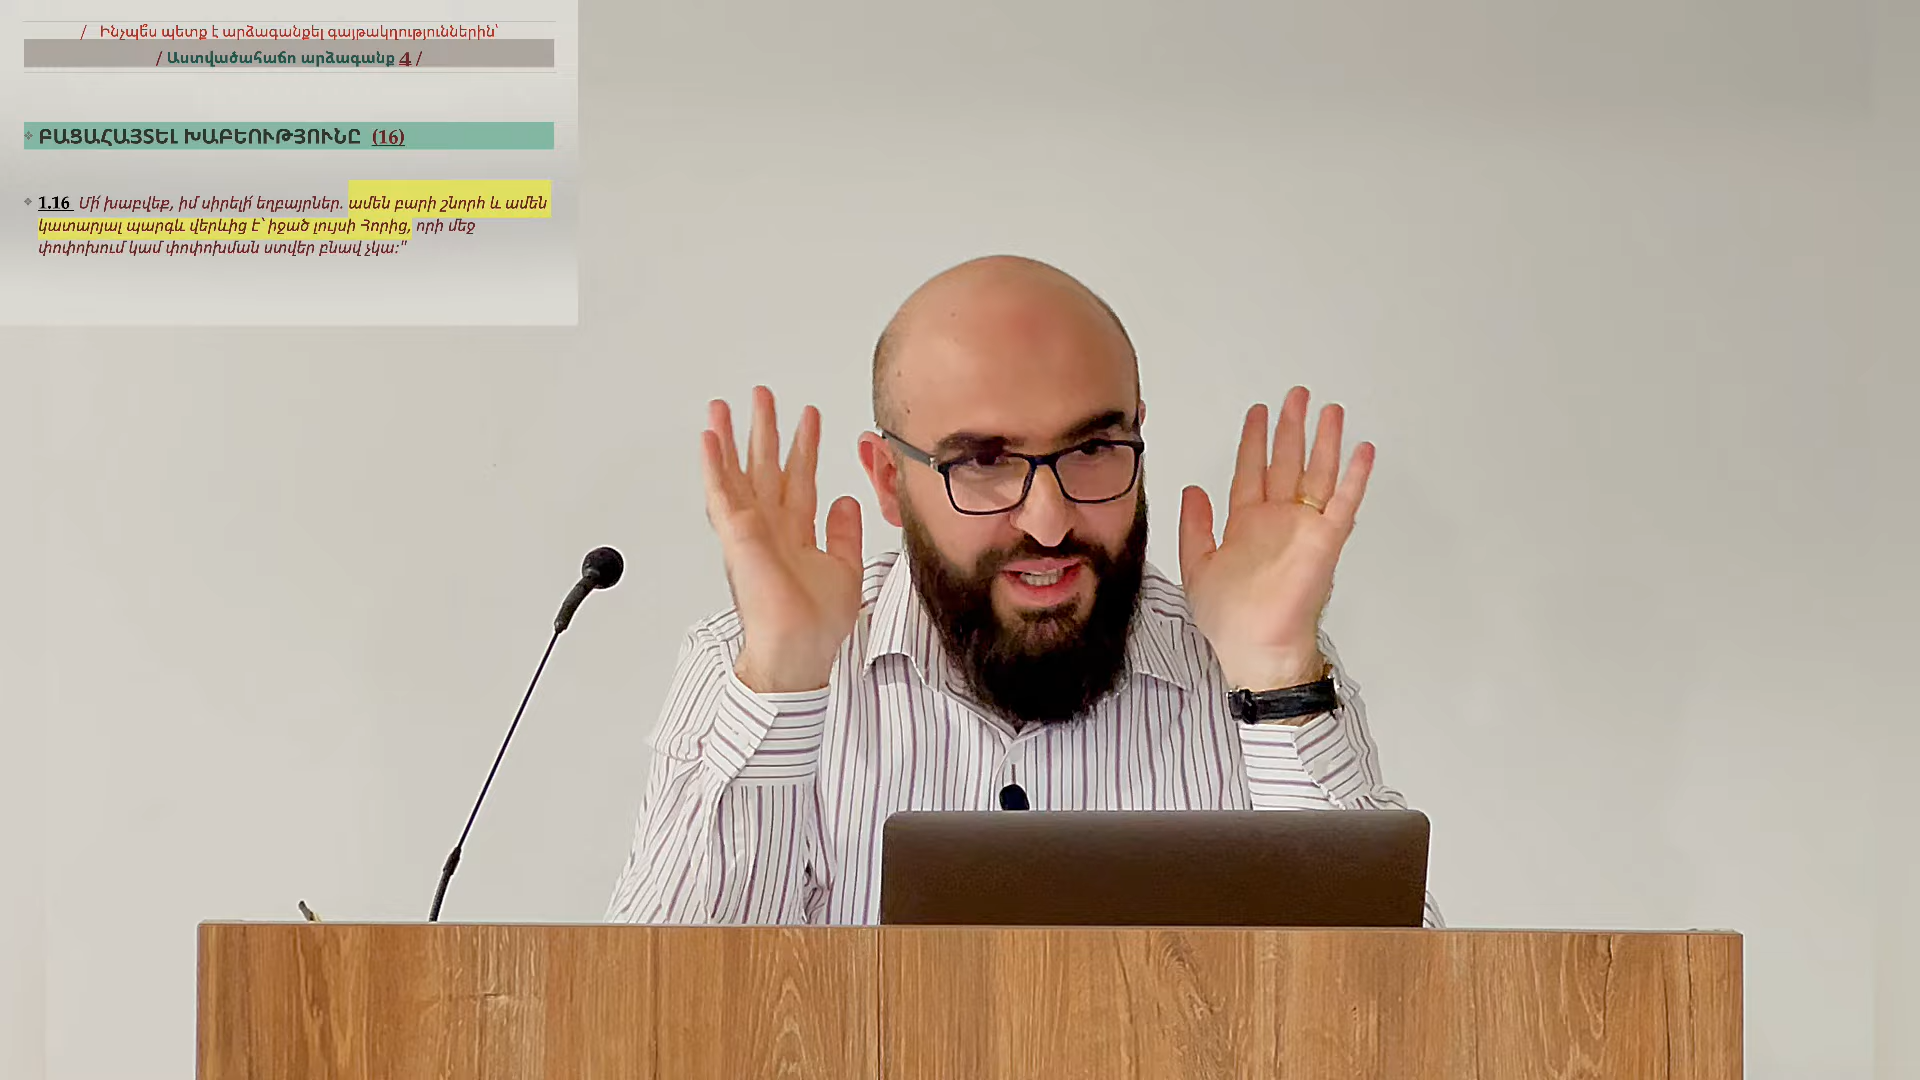 / Ինչպե՞ս պետք է արձագանքել գայթակղություններին՝
/ Աստվածահաճո արձագանք 4 /
ԲԱՑԱՀԱՅՏԵԼ ԽԱԲԵՈՒԹՅՈՒՆԸ (16)
1.16 Մի՛ խաբվեք, իմ սիրելի՛ եղբայրներ. ամեն բարի շնորհ և ամեն
կատարյալ պարգև վերևից է՝ իջած լույսի Հորից, որի մեջ
փոփոխում կամ փոփոխման ստվեր բնավ չկա:"